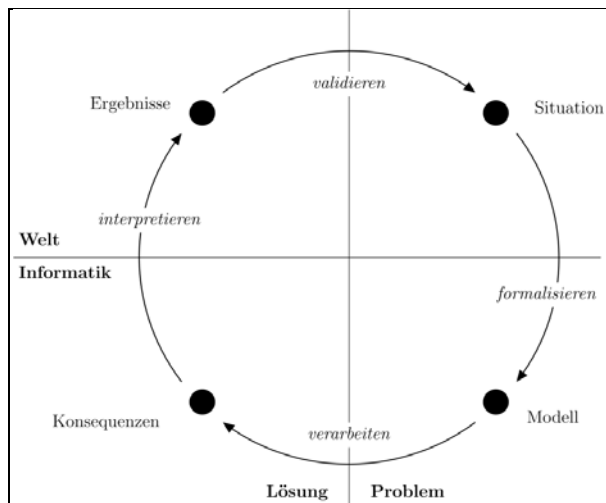 validieren
Ergebnisse
Situation
interpretieren
Welt
Informatik
formalisieren
Konsequenzen
Modell
verarbeiten
Lösung Problem